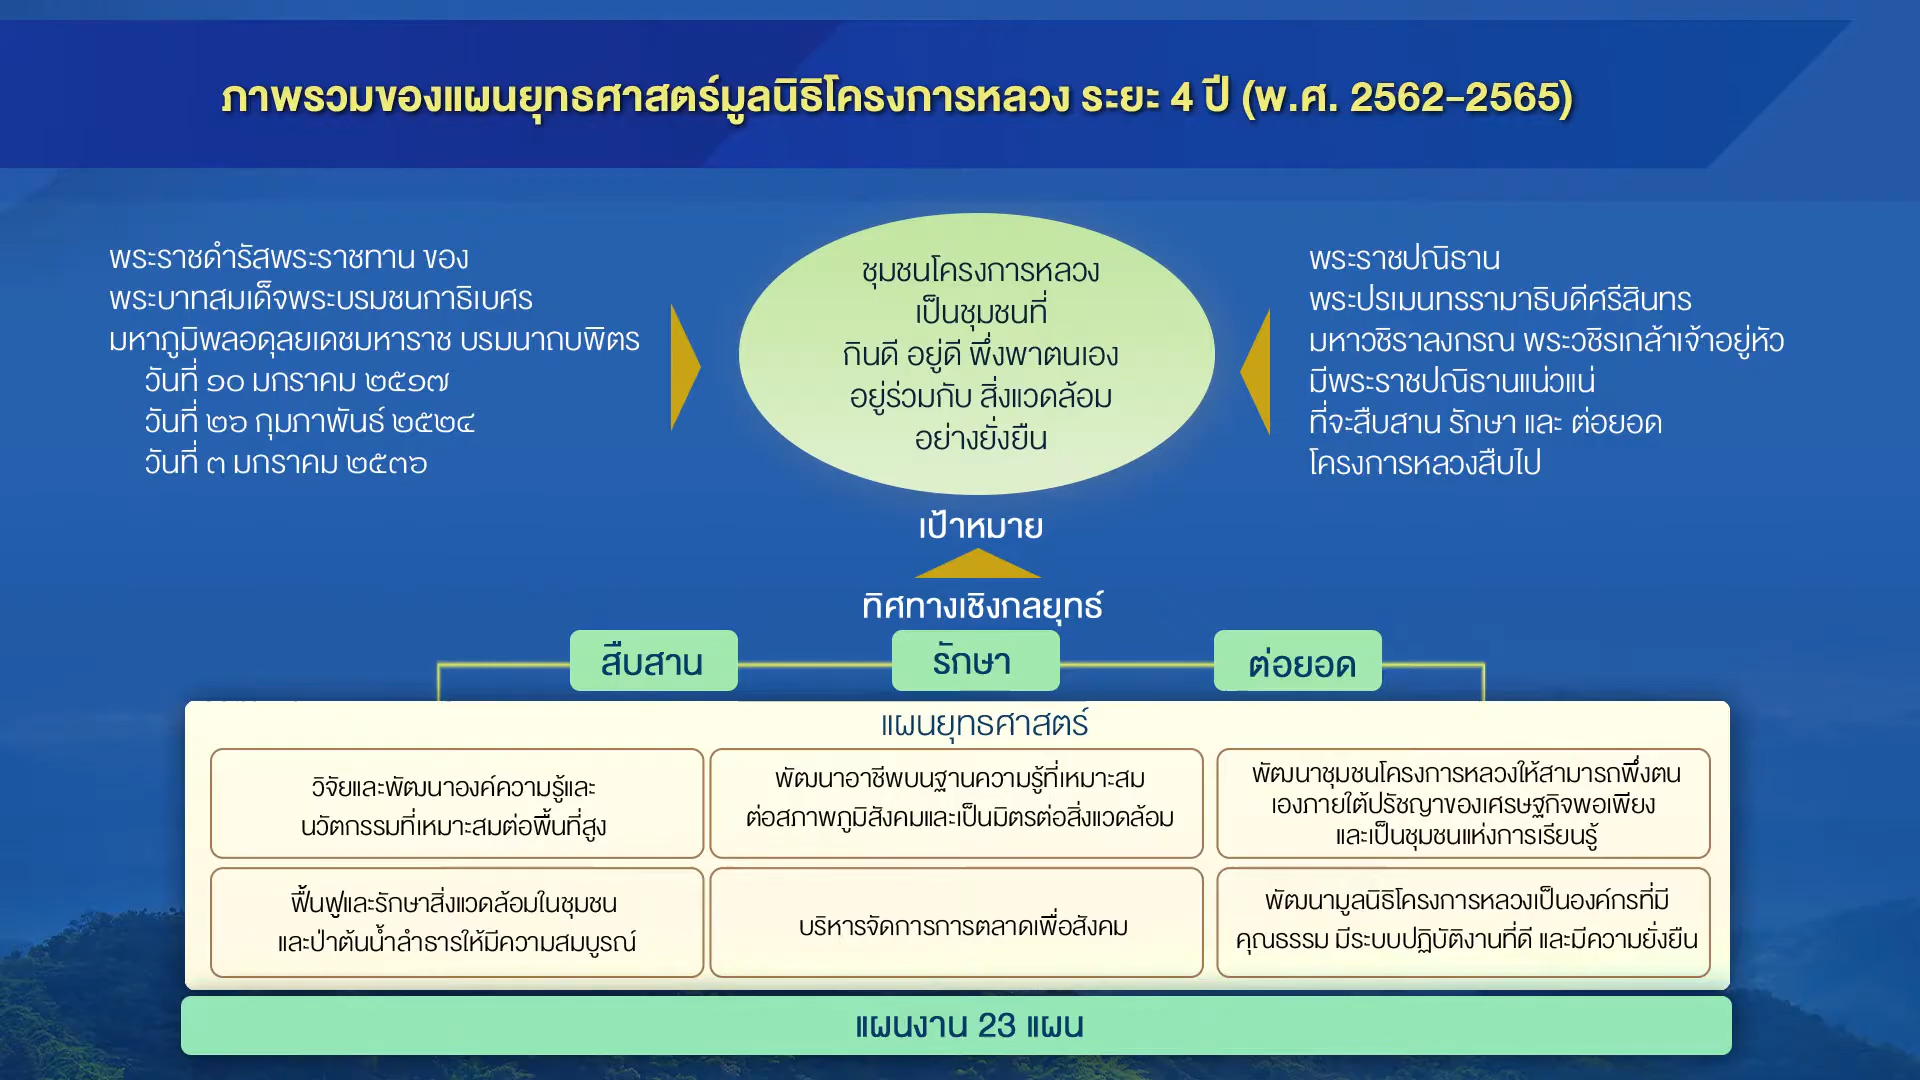 ภาพรวมของแผนยุทธศาสตร์มูลนิธิโครงการหลวง ระยะ 4 ปี (พ.ศ. 2562-2565)
พระราชดำรัสพระราชทาน ของ
พระบาทสมเด็จพระบรมชนกาธิเบศร
มหาภูมิพลอดุลยเดชมหาราช บรมนาถบพิตร
วันที่ ๑๐ มกราคม ๒๕๑๗
วันที่ ๒๖ กุมภาพันธ์ ๒๕๒๔
วันที่ ๓ มกราคม ๒๕๓๖
ชุมชนโครงการหลวง
เป็นชุมชนที่
กินดี อยู่ดี พึ่งพาตนเอง
อยู่ร่วมกับ สิ่งแวดล้อม
อย่างยั่งยืน
พระราชปณิธาน
พระปรเมนทรรามาธิบดีศรีสินทร
มหาวชิราลงกรณ พระวชิรเกล้าเจ้าอยู่หัว
มีพระราชปณิธานแน่วแน่
ที่จะสืบสาน รักษา และ ต่อยอด
โครงการหลวงสืบไป
เป้าหมาย
ทิศทางเชิงกลยุทธ์
สืบสาน
รักษา
ต่อยอด
แผนยุทธศาสตร์
วิจัยและพัฒนาองค์ความรู้และ
นวัตกรรมที่เหมาะสมต่อพื้นที่สูง
พัฒนาอาชีพบนฐานความรู้ที่เหมาะสม
ต่อสภาพภูมิสังคมและเป็นมิตรต่อสิ่งแวดล้อม
พัฒนาชุมชนโครงการหลวงให้สามารถพึ่งตน
เองภายใต้ปรัชญาของเศรษฐกิจพอเพียง
และเป็นชุมชนแห่งการเรียนรู้
ฟื้นฟูและรักษาสิ่งแวดล้อมในชุมชน
และป่าต้นน้ำลำธารให้มีความสมบูรณ์
บริหารจัดการการตลาดเพื่อสังคม
พัฒนามูลนิธิโครงการหลวงเป็นองค์กรที่มี
คุณธรรม มีระบบปฏิบัติงานที่ดี และมีความยั่งยืน
แผนงาน 23 แผน